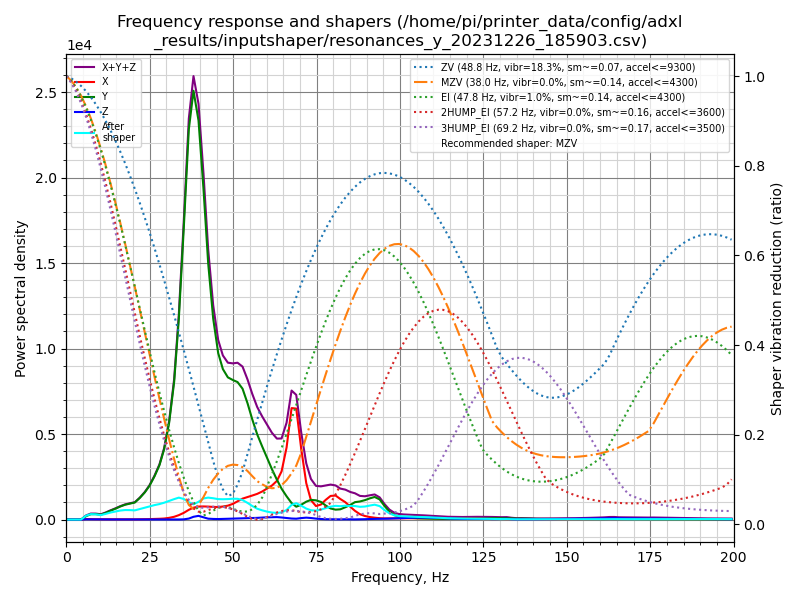 Frequency response and shapers (/home/pi/printer_data/config/adxl
_results/inputshaper/resonances_y_20231226_185903.csv)
1e4
X+Y+Z
X
Y
Z
After
shaper
ZV (48.8 Hz, vibr=18.3%, sm~=0.07, accel<=9300)
MZV (38.0 Hz, vibr=0.0%, sm~=0.14, accel<=4300)
EI (47.8 Hz, vibr=1.0%, sm~=0.14, accel<=4300)
2HUMP_EI (57.2 Hz, vibr=0.0%, sm~=0.16, accel<=3600)
3HUMP_EI (69.2 Hz, vibr=0.0%, sm~=0.17, accel<=3500)
Recommended shaper: MZV
Power spectral density
2.5
2.0
1.5
1.0
0.5
0.0
1.0
0.8
0.6
0.4
0.2
0.0
Shaper vibration reduction (ratio)
0
25
50
75
100
125
150
175
200
Frequency, Hz